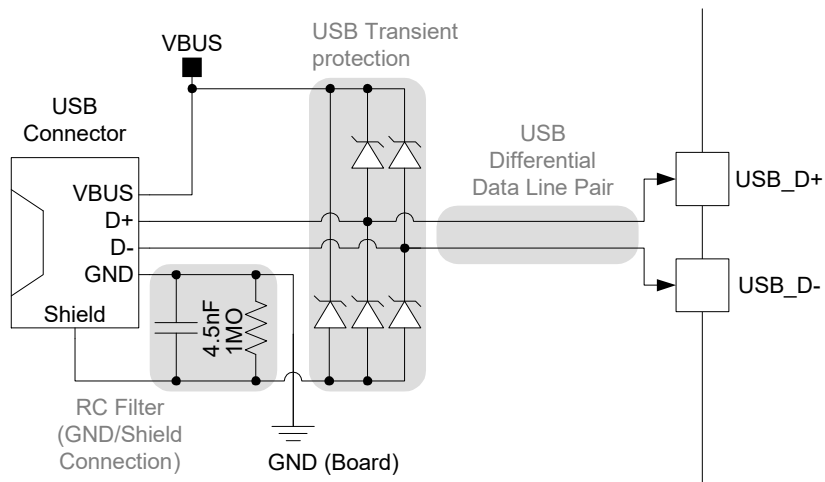 USB Transient
protection
VBUS
USB
Connector
USB
Differential
Data Line Pair
VBUS
D+
D-
GND
Shield
USB_D+
USB_D-
4.5nF
1MO
RC Filter
(GND/Shield
Connection)
GND (Board)